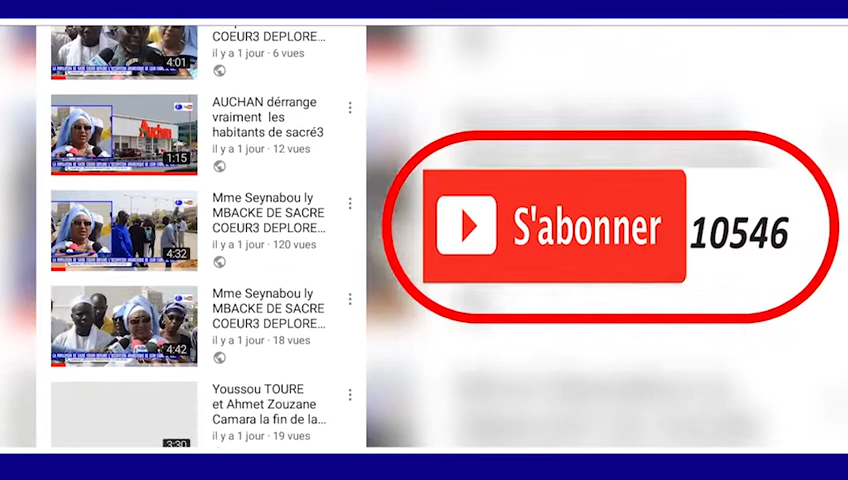 COEUR3 DEPLORE...
il y a 1 jour · 6 vues
4:01
AUCHAN dérrange
vraiment les
habitants de sacré3
il y a 1 jour · 12 vues
Auchan
1:15
Mme Seynabou ly
MBACKE DE SACRE
COEUR3 DEPLORE...
il y a 1 jour · 120 vues
4:32
Mme Seynabou ly
MBACKE DE SACRE
COEUR3 DEPLORE...
il y a 1 jour · 18 vues
4:42
Youssou TOURE
et Ahmet Zouzane
Camara la fin de la...
il y a 1 jour · 19 vues
3:30
S'abonner 10546